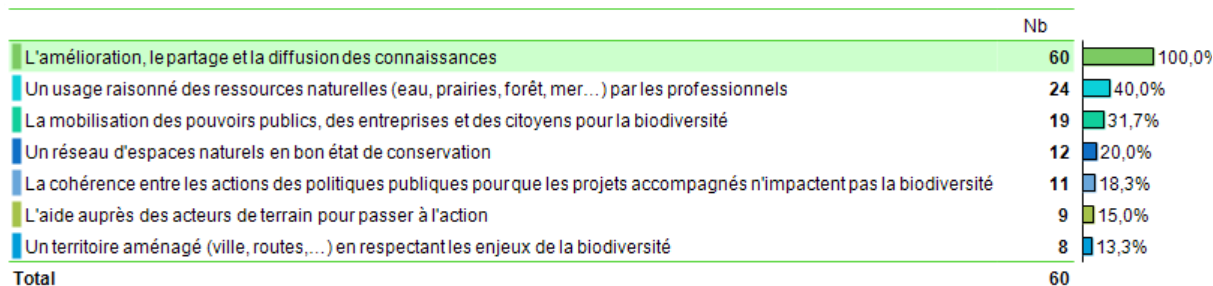 Nb
L'amélioration, le partage et la diffusion des connaissances 60 100,0%
Un usage raisonné des ressources naturelles (eau, prairies, forêt, mer…) par les professionnels 24 40,0%
La mobilisation des pouvoirs publics, des entreprises et des citoyens pour la biodiversité 19 31,7%
Un réseau d'espaces naturels en bon état de conservation 12 20,0%
La cohérence entre les actions des politiques publiques pour que les projets accompagnés n'impactent pas la biodiversité 11 18,3%
L'aide auprès des acteurs de terrain pour passer à l'action 9 15,0%
Un territoire aménagé (ville, routes,…) en respectant les enjeux de la biodiversité 8 13,3%
Total 60